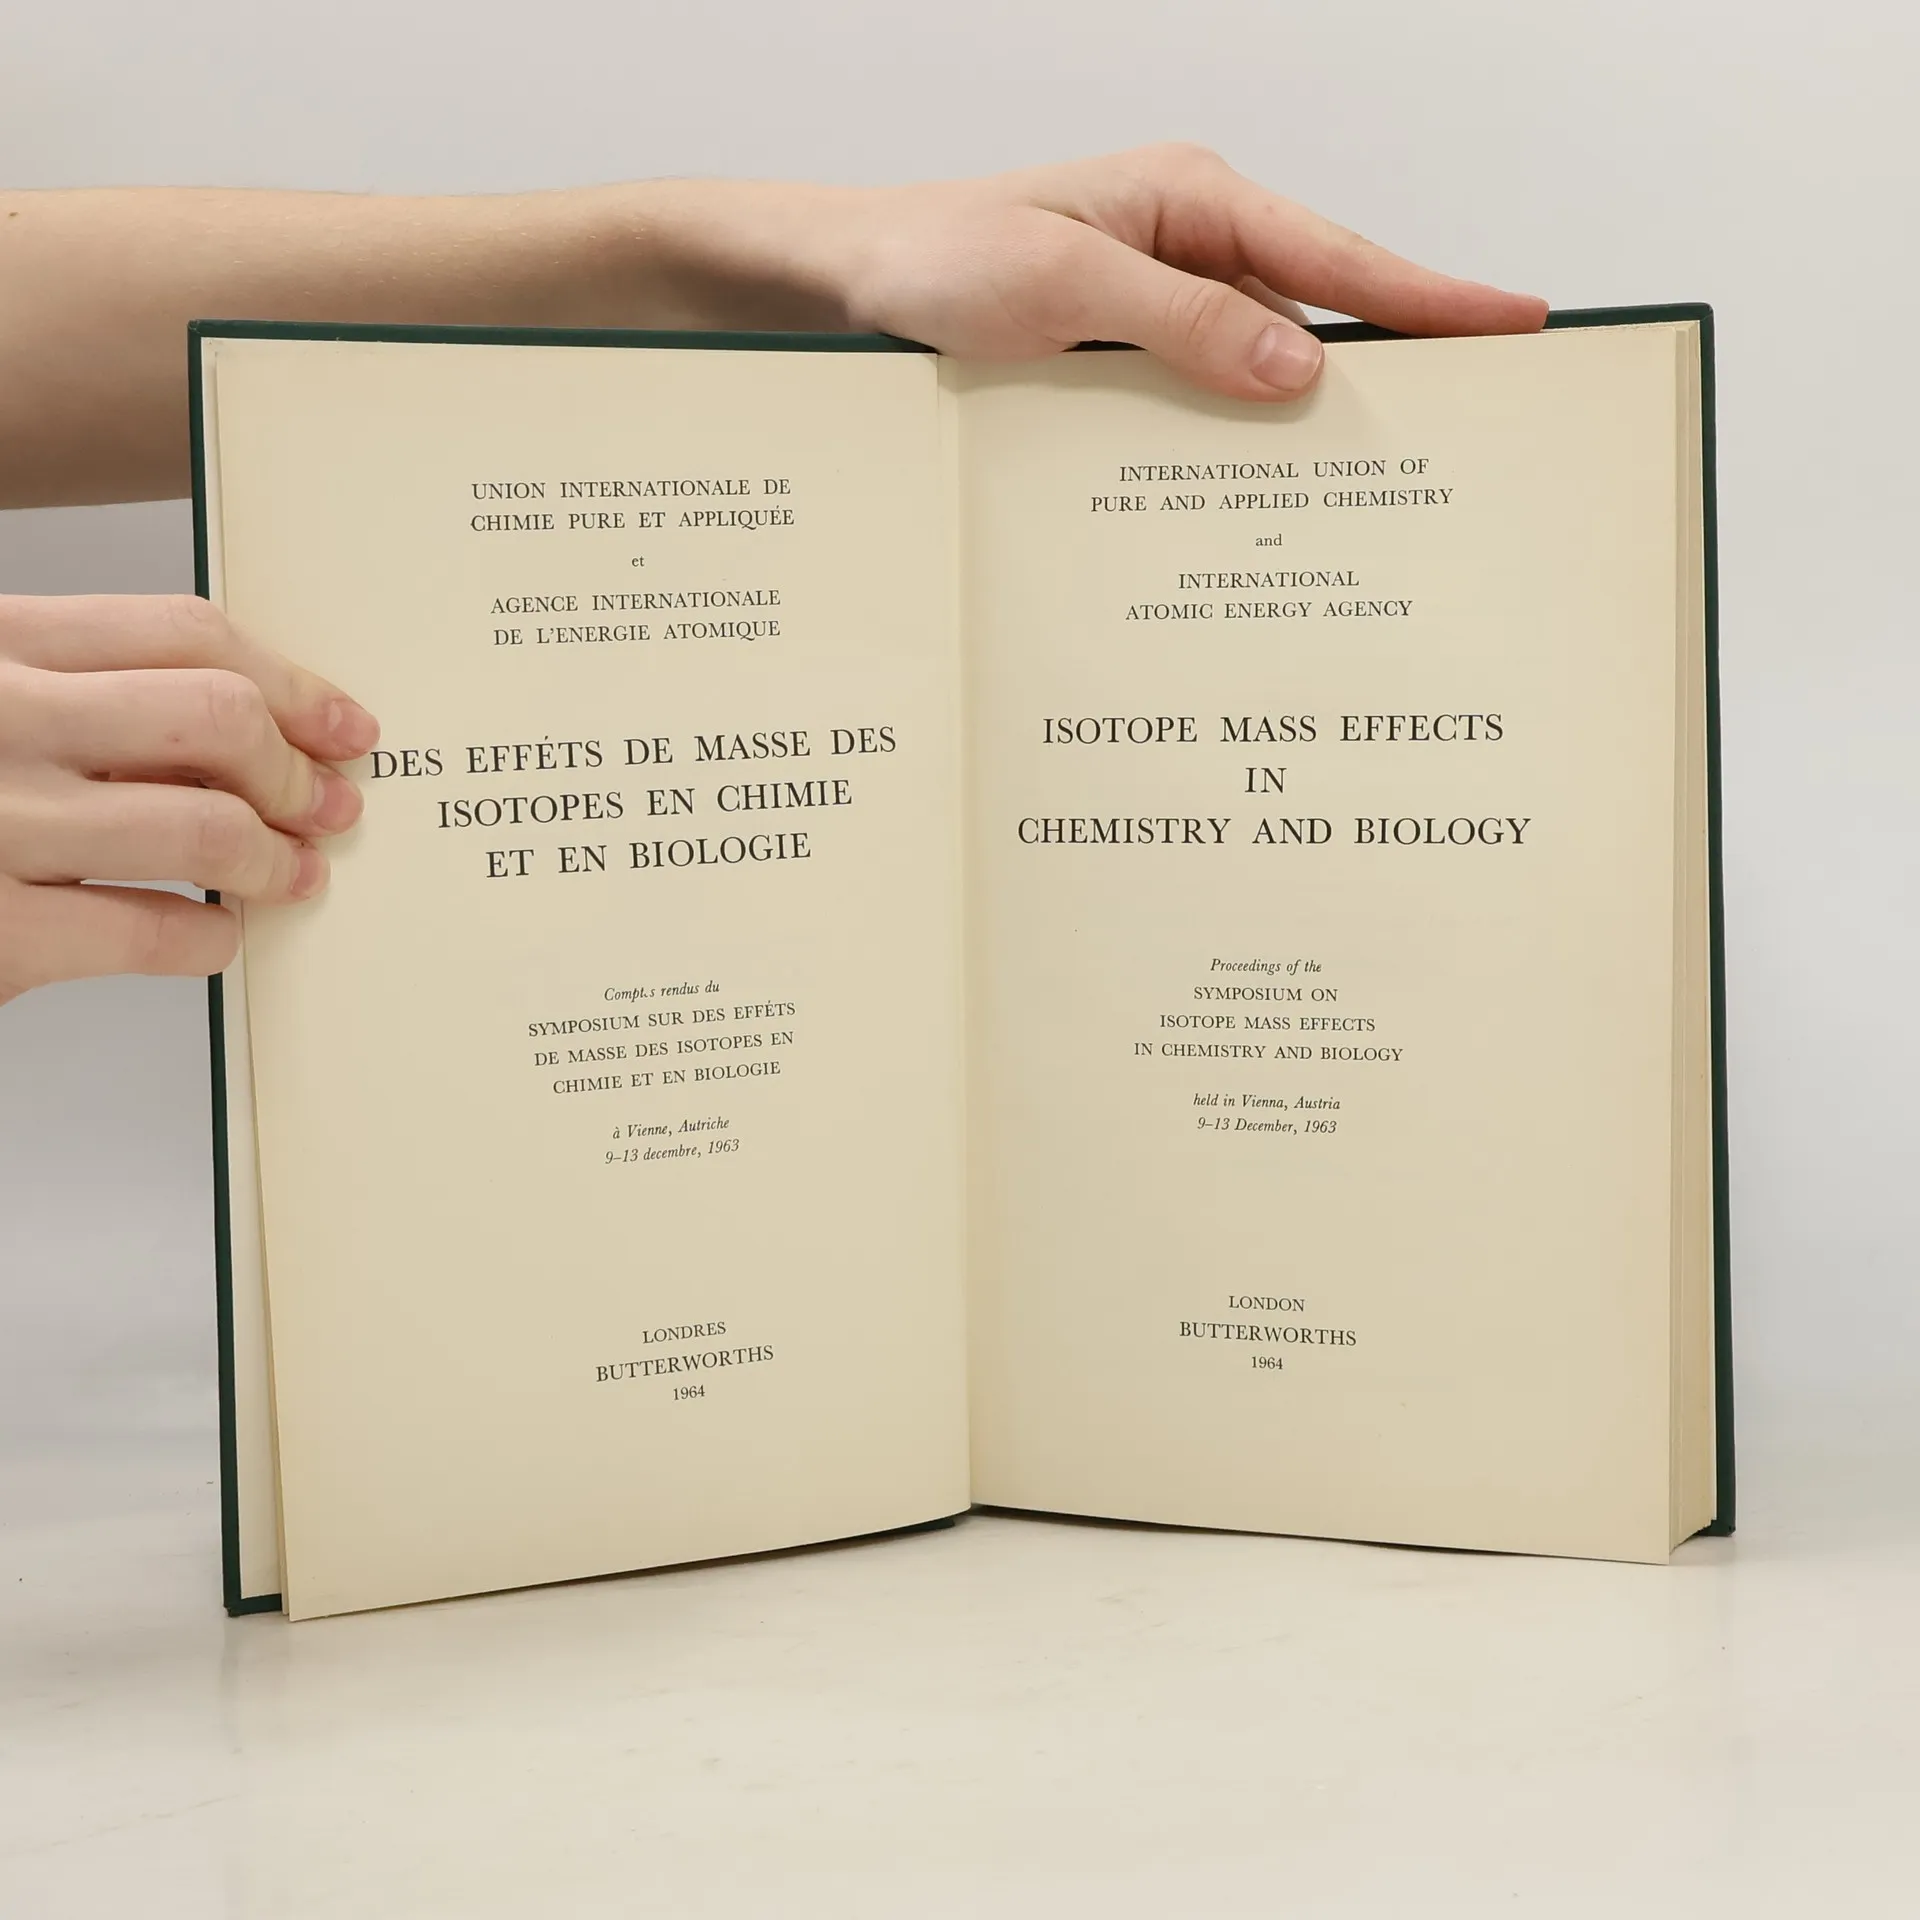 UNION INTERNATIONALE DE
CHIMIE PURE ET APPLIQUÉE
et
AGENCE INTERNATIONALE
DE L'ENERGIE ATOMIQUE
DES EFFÉTS DE MASSE DES
ISOTOPES EN CHIMIE
ET EN BIOLOGIE
Comptes rendus du
SYMPOSIUM SUR DES EFFÉTS
DE MASSE DES ISOTOPES EN
CHIMIE ET EN BIOLOGIE
à Vienne, Autriche
9–13 decembre, 1963
LONDRES
BUTTERWORTHS
1964
INTERNATIONAL UNION OF
PURE AND APPLIED CHEMISTRY
and
INTERNATIONAL
ATOMIC ENERGY AGENCY
ISOTOPE MASS EFFECTS
IN
CHEMISTRY AND BIOLOGY
Proceedings of the
SYMPOSIUM ON
ISOTOPE MASS EFFECTS
IN CHEMISTRY AND BIOLOGY
held in Vienna, Austria
9–13 December, 1963
LONDON
BUTTERWORTHS
1964